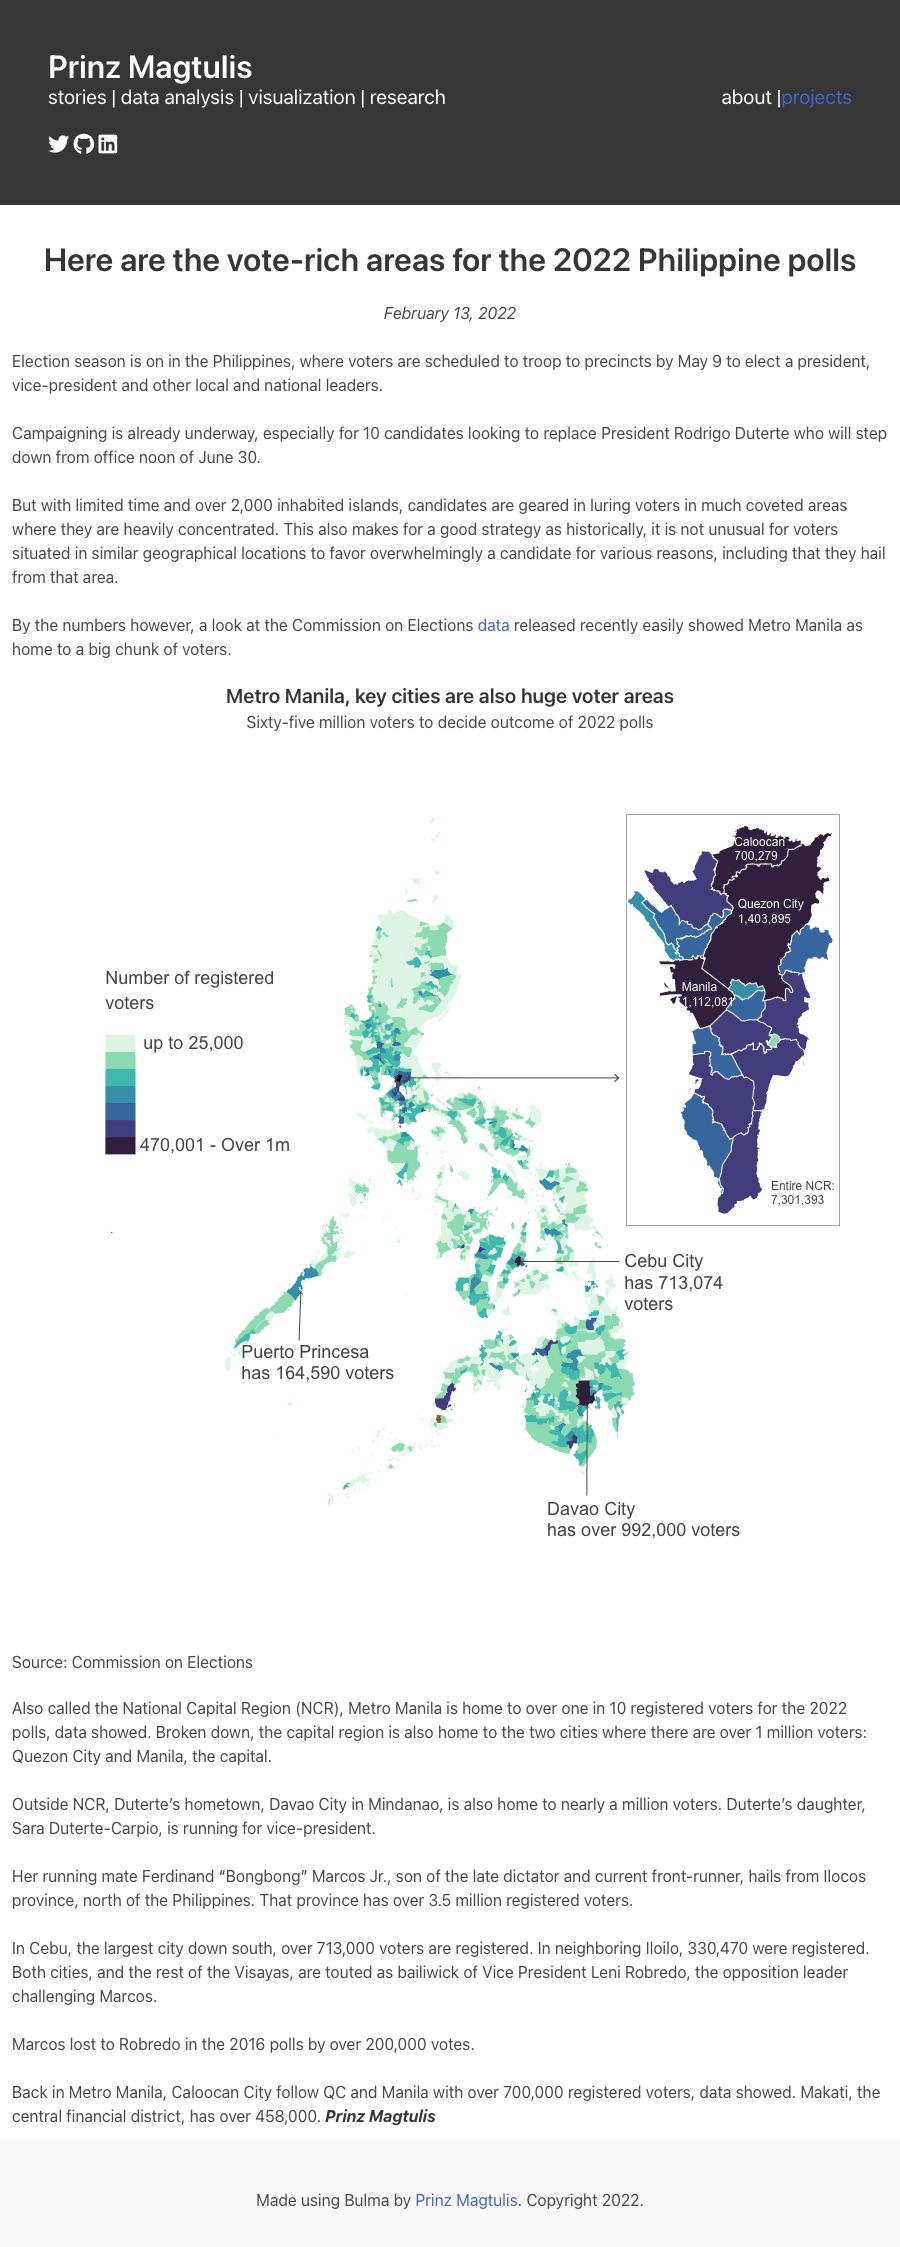 Prinz Magtulis
stories | data analysis | visualization | research
about |projects
Here are the vote-rich areas for the 2022 Philippine polls
February 13, 2022
Election season is on in the Philippines, where voters are scheduled to troop to precincts by May 9 to elect a president,
vice-president and other local and national leaders.
Campaigning is already underway, especially for 10 candidates looking to replace President Rodrigo Duterte who will step
down from office noon of June 30.
But with limited time and over 2,000 inhabited islands, candidates are geared in luring voters in much coveted areas
where they are heavily concentrated. This also makes for a good strategy as historically, it is not unusual for voters
situated in similar geographical locations to favor overwhelmingly a candidate for various reasons, including that they hail
from that area.
By the numbers however, a look at the Commission on Elections data released recently easily showed Metro Manila as
home to a big chunk of voters.
Metro Manila, key cities are also huge voter areas
Sixty-five million voters to decide outcome of 2022 polls
Caloocan
700,279
Quezon City
1,403,895
Manila
1,112,081
Entire NCR:
7,301,393
Number of registered
voters
up to 25,000
470,001 - Over 1m
Cebu City
has 713,074
voters
Puerto Princesa
has 164,590 voters
Davao City
has over 992,000 voters
Source: Commission on Elections
Also called the National Capital Region (NCR), Metro Manila is home to over one in 10 registered voters for the 2022
polls, data showed. Broken down, the capital region is also home to the two cities where there are over 1 million voters:
Quezon City and Manila, the capital.
Outside NCR, Duterte’s hometown, Davao City in Mindanao, is also home to nearly a million voters. Duterte’s daughter,
Sara Duterte-Carpio, is running for vice-president.
Her running mate Ferdinand “Bongbong” Marcos Jr., son of the late dictator and current front-runner, hails from Ilocos
province, north of the Philippines. That province has over 3.5 million registered voters.
In Cebu, the largest city down south, over 713,000 voters are registered. In neighboring Iloilo, 330,470 were registered.
Both cities, and the rest of the Visayas, are touted as bailiwick of Vice President Leni Robredo, the opposition leader
challenging Marcos.
Marcos lost to Robredo in the 2016 polls by over 200,000 votes.
Back in Metro Manila, Caloocan City follow QC and Manila with over 700,000 registered voters, data showed. Makati, the
central financial district, has over 458,000. Prinz Magtulis
Made using Bulma by Prinz Magtulis. Copyright 2022.